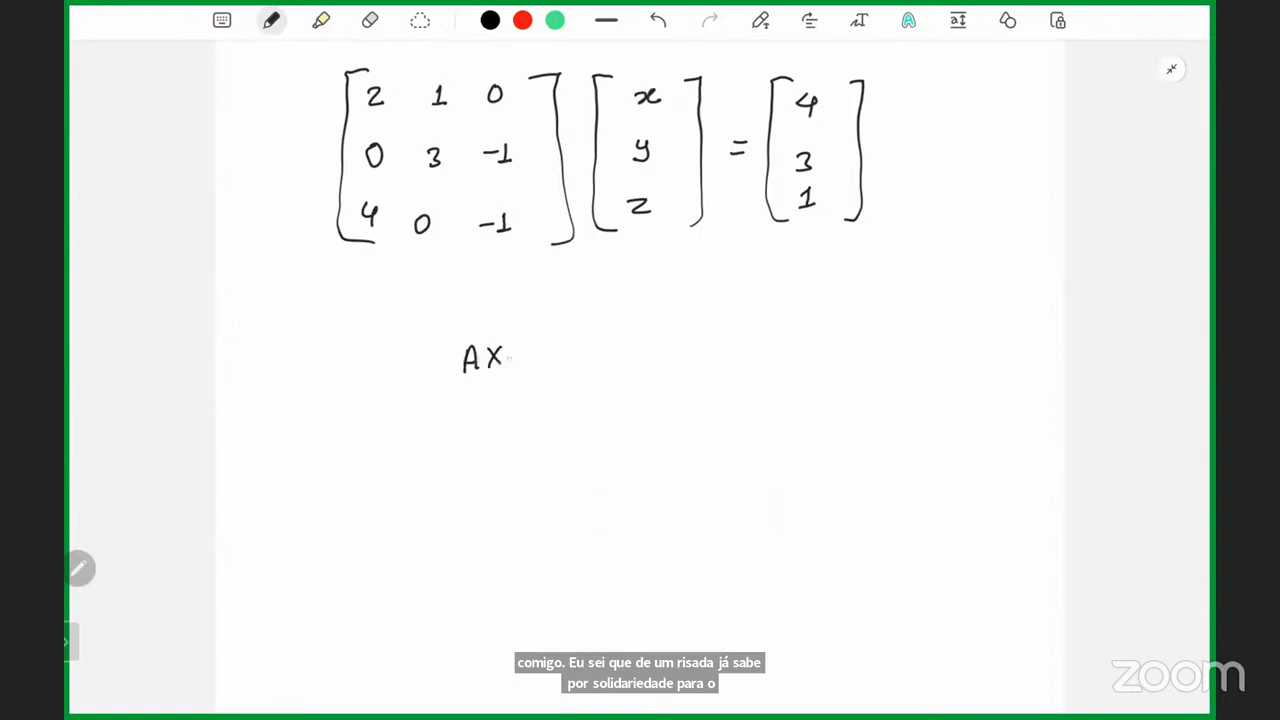 [2 1 0] [x] = [4]
[0 3 -1] [y] [3]
[4 0 -1] [z] [1]
AX
comigo. Eu sei que de um risada já sabe
por solidariedade para o
zoom